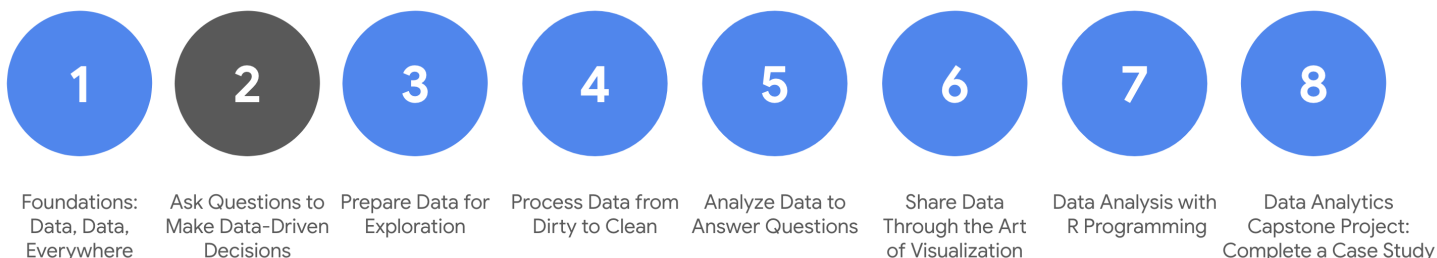 1
2
3
4
5
6
7
8
Foundations:
Data, Data,
Everywhere
Ask Questions to
Make Data-Driven
Decisions
Prepare Data for
Exploration
Process Data from
Dirty to Clean
Analyze Data to
Answer Questions
Share Data
Through the Art
of Visualization
Data Analysis with
R Programming
Data Analytics
Capstone Project:
Complete a Case Study